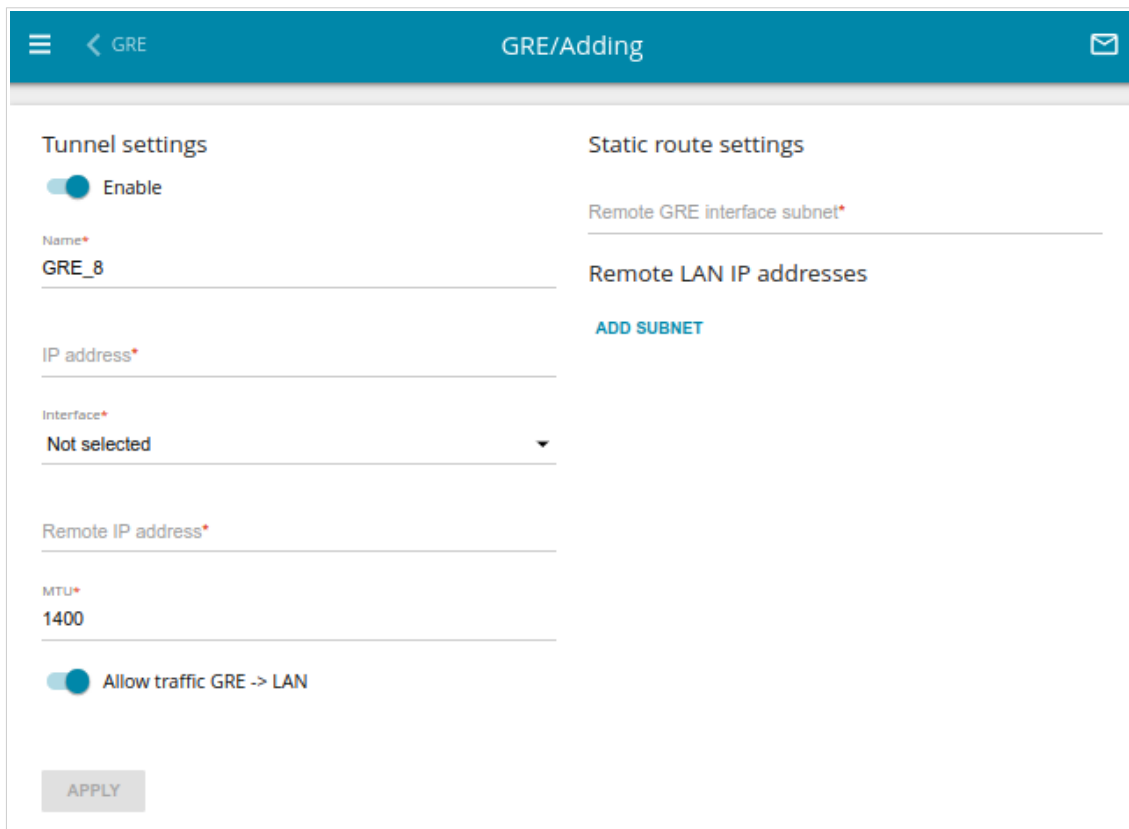 GRE
GRE/Adding
Tunnel settings
Enable
Name*
GRE_8
IP address*
Interface*
Not selected
Remote IP address*
MTU*
1400
Allow traffic GRE -> LAN
APPLY
Static route settings
Remote GRE interface subnet*
Remote LAN IP addresses
ADD SUBNET